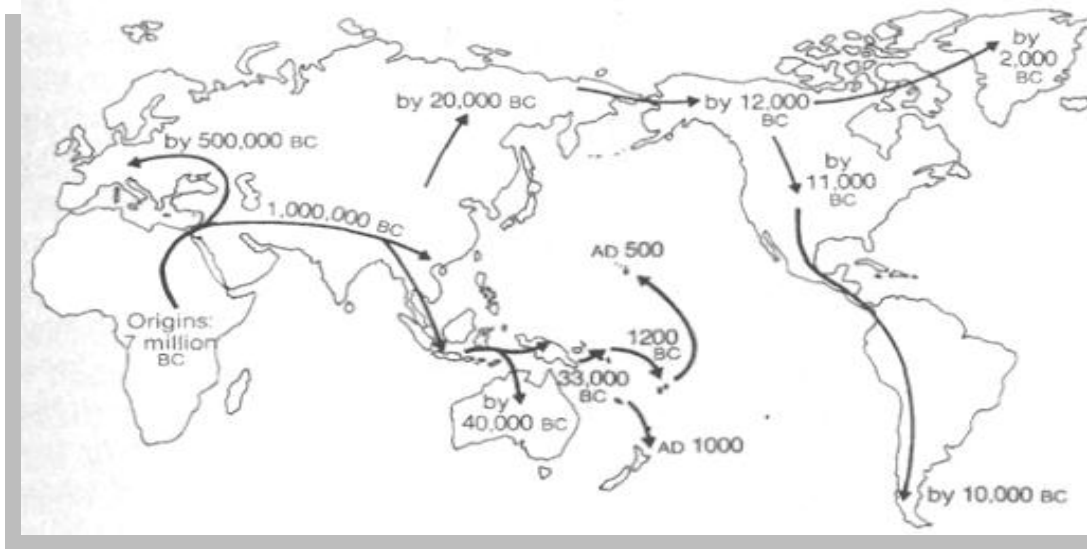 by
2,000
BC
by 20,000 BC
by 12,000
BC
by 500,000 BC
by
11,000
BC
1,000,000 BC
AD 500
Origins:
7 million
BC
1200
BC
33,000
BC
by
40,000 BC
AD 1000
by 10,000 BC